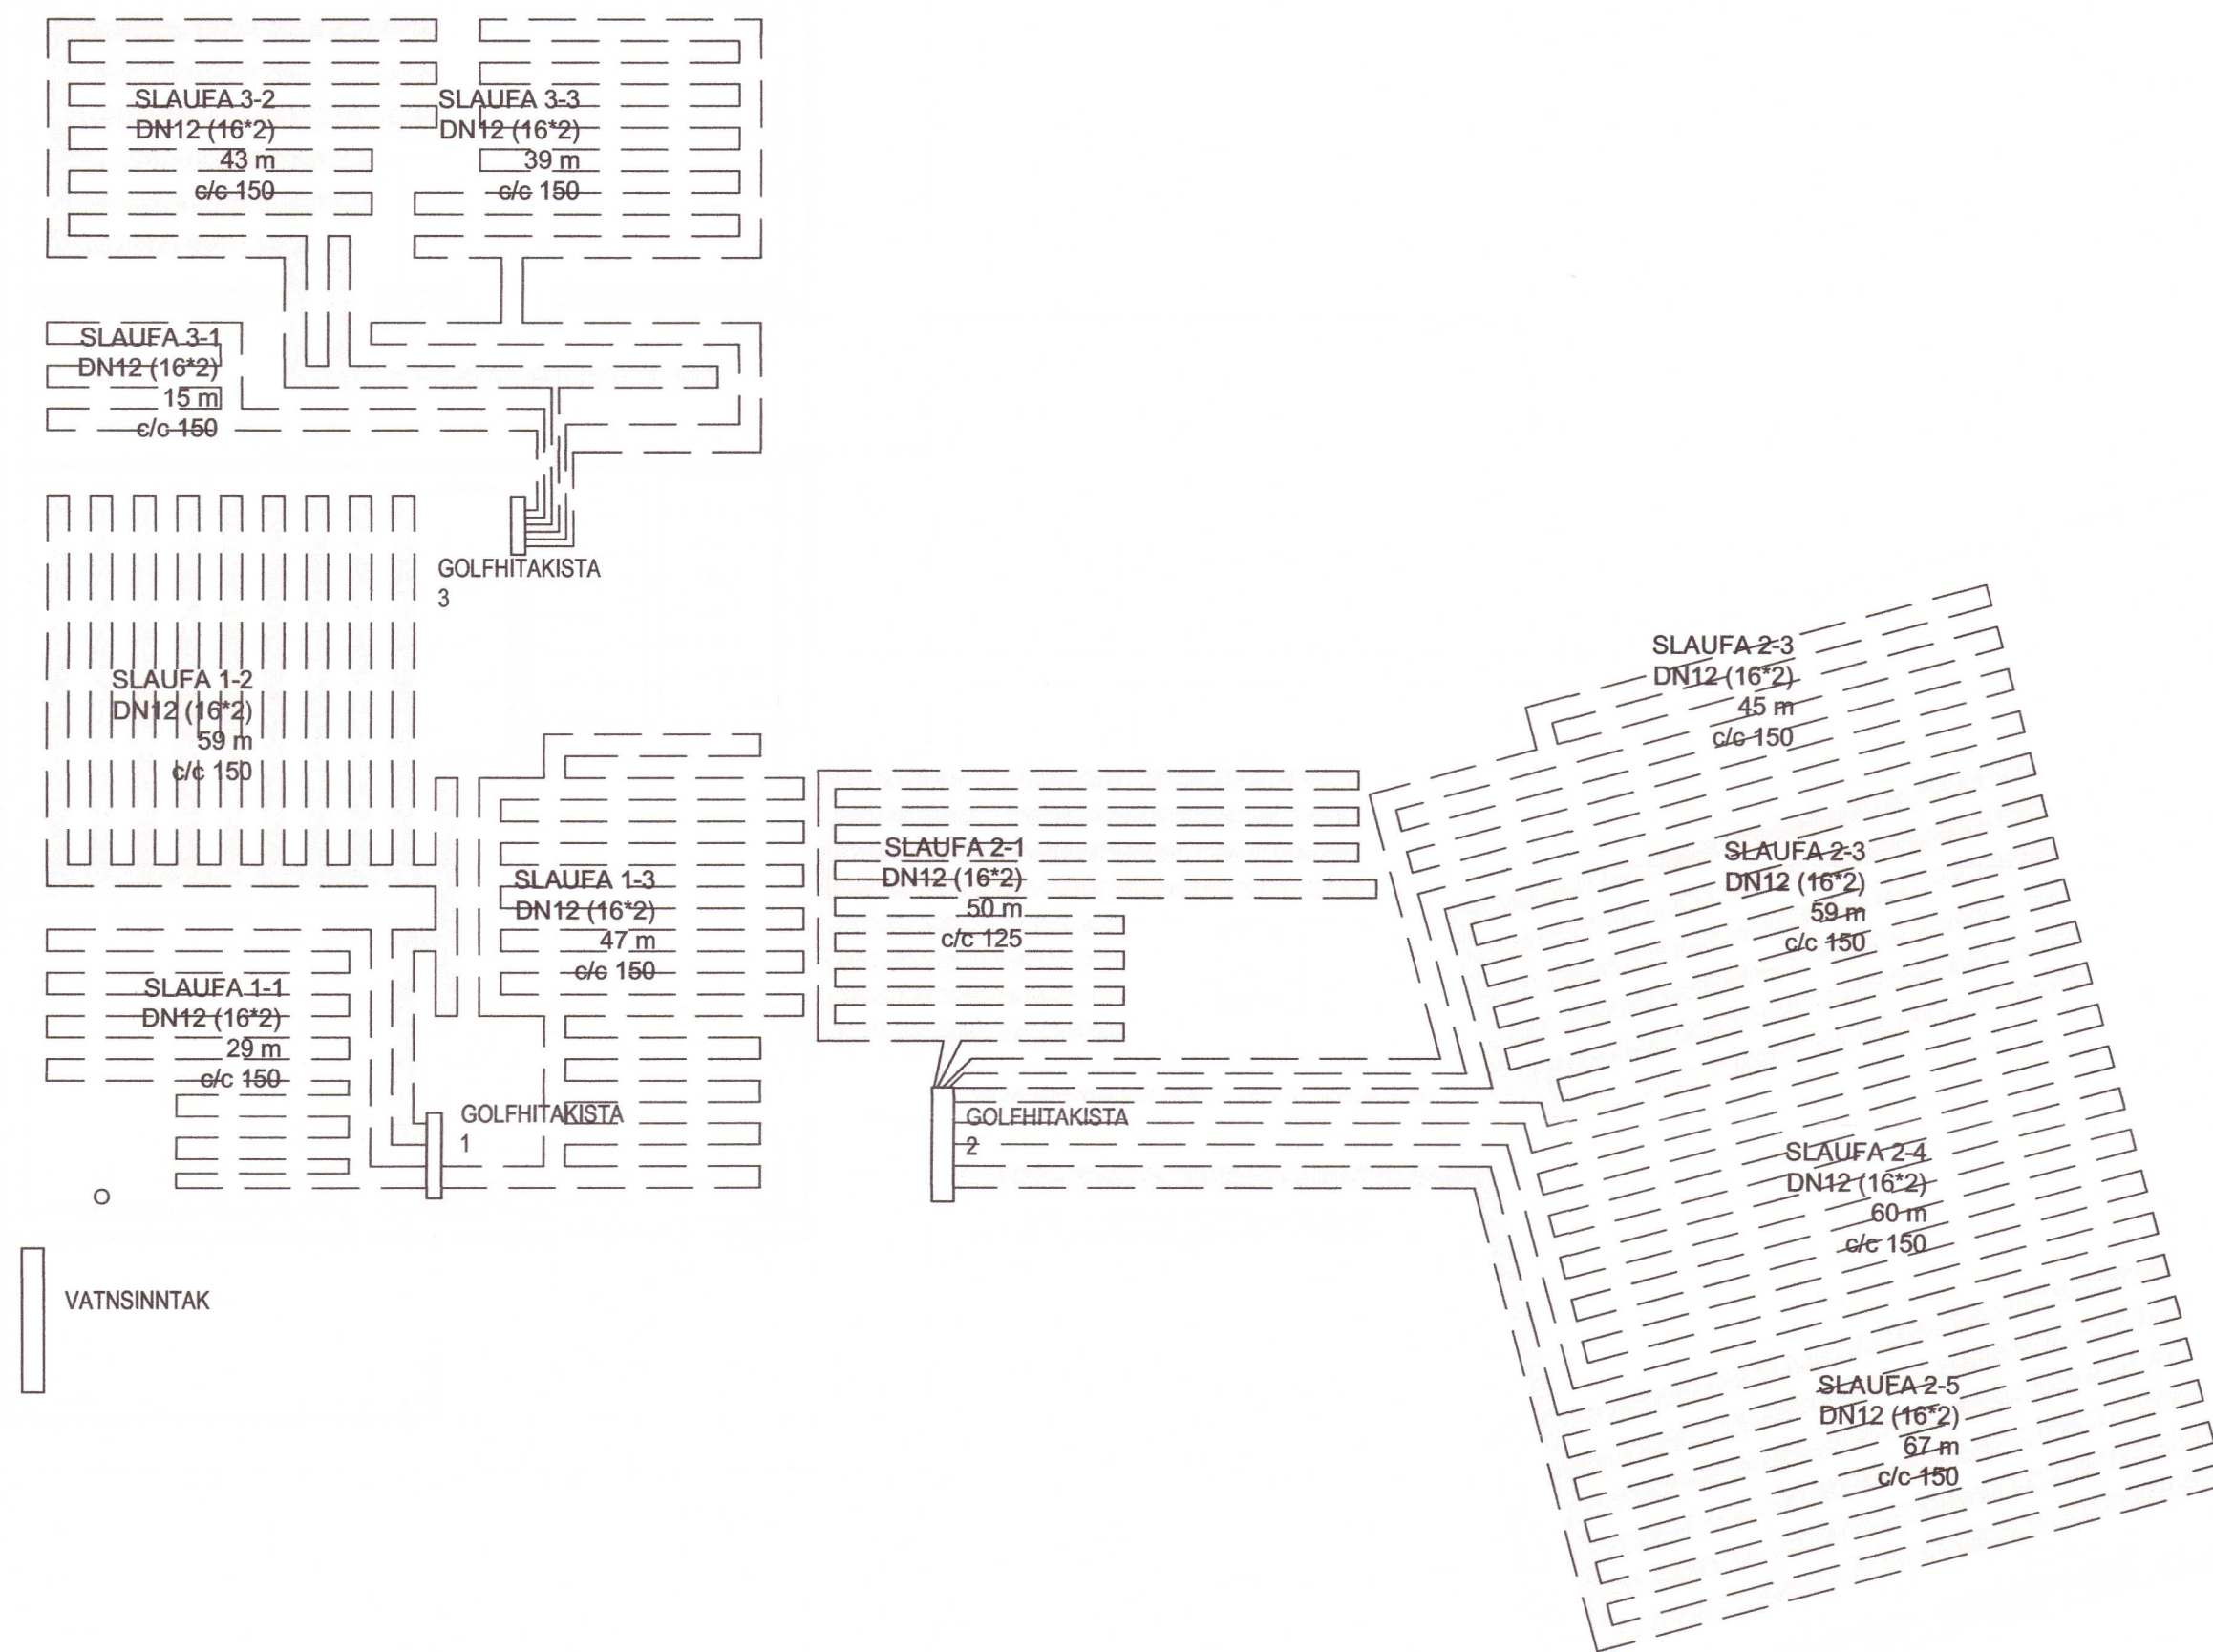 SLAUFA 3-2
DN12 (16*2)
43 m
c/c 150
SLAUFA 3-3
DN12 (16*2)
39 m
c/c 150
SLAUFA 3-1
DN12 (16*2)
15 m
c/c 150
GOLFHITAKISTA
3
SLAUFA 1-2
DN12 (16*2)
59 m
c/c 150
SLAUFA 1-3
DN12 (16*2)
47 m
c/c 150
SLAUFA 1-1
DN12 (16*2)
29 m
c/c 150
GOLFHITAKISTA
1
SLAUFA 2-1
DN12 (16*2)
50 m
c/c 125
GOLFHITAKISTA
2
SLAUFA 2-3
DN12 (16*2)
45 m
c/c 150
SLAUFA 2-3
DN12 (16*2)
59 m
c/c 150
SLAUFA 2-4
DN12 (16*2)
60 m
c/c 150
SLAUFA 2-5
DN12 (16*2)
67 m
c/c 150
VATNSINNTAK